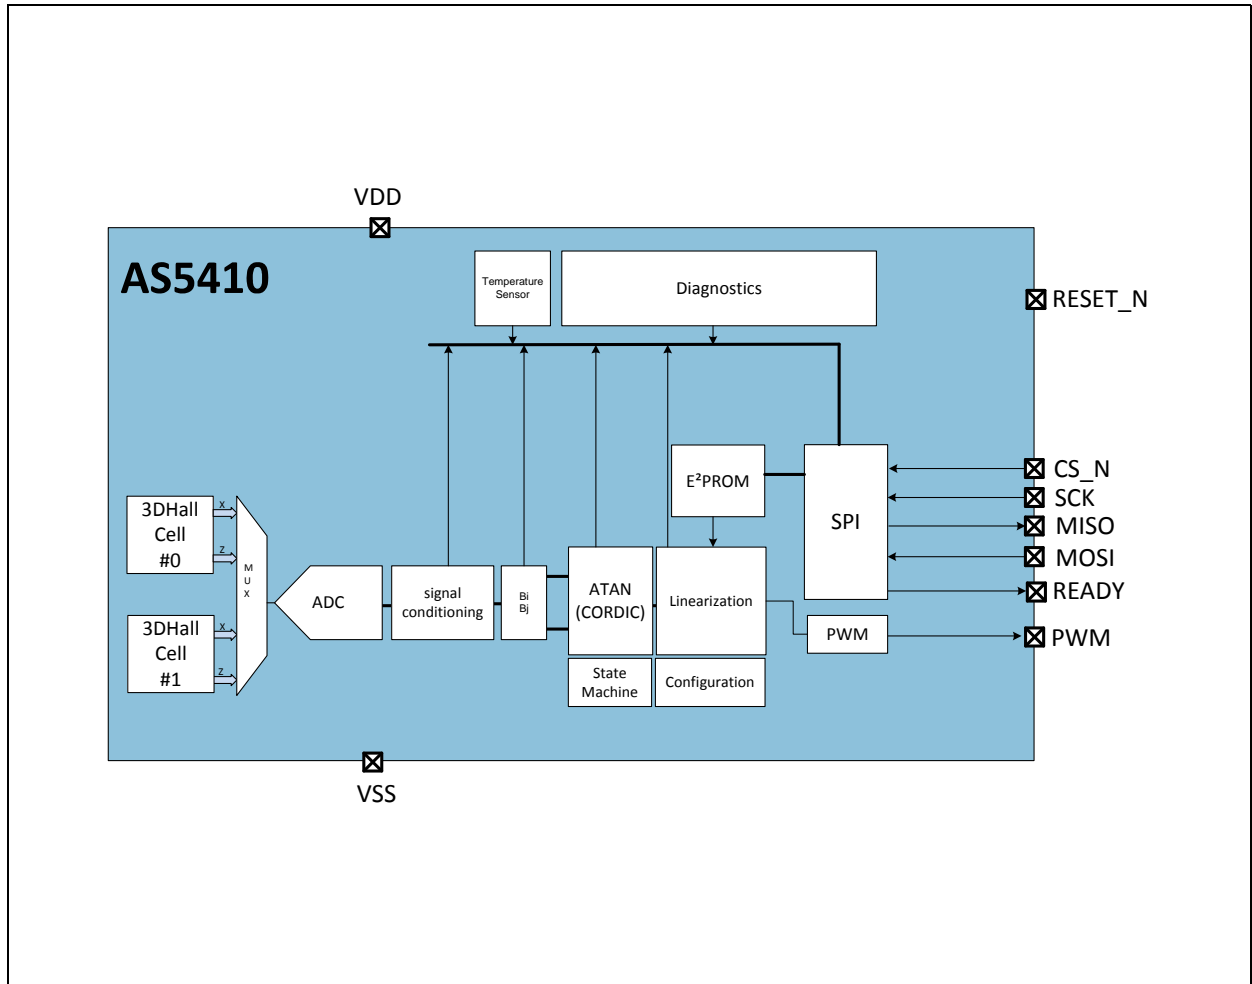 VDD
AS5410
Temperature
Sensor
Diagnostics
RESET_N
E²PROM
SPI
CS_N
SCK
MISO
MOSI
READY
3DHall
Cell
#0
X
Z
3DHall
Cell
#1
X
Z
M
U
X
ADC
signal
conditioning
Bi
Bj
ATAN
(CORDIC)
Linearization
PWM
PWM
State
Machine
Configuration
VSS